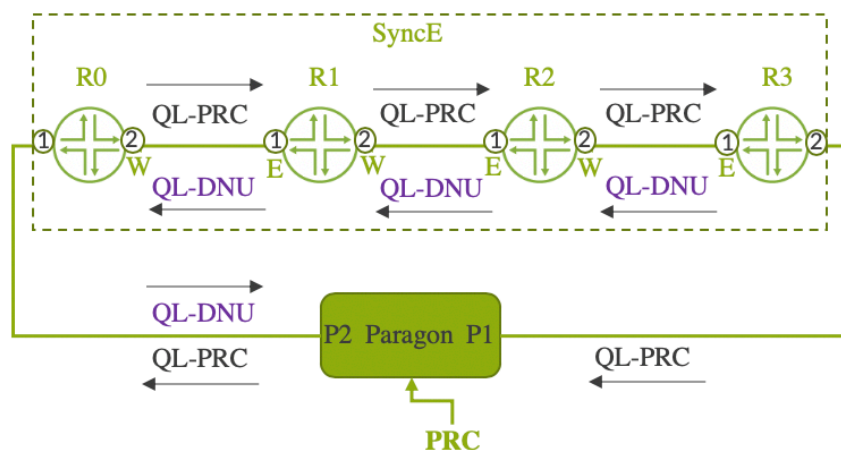 SyncE
R0 R1 R2 R3
QL-PRC QL-PRC QL-PRC
1 2 1 2 1 2 1 2
W E W E W E
QL-DNU QL-DNU QL-DNU
QL-DNU
P2 Paragon P1
QL-PRC QL-PRC
PRC